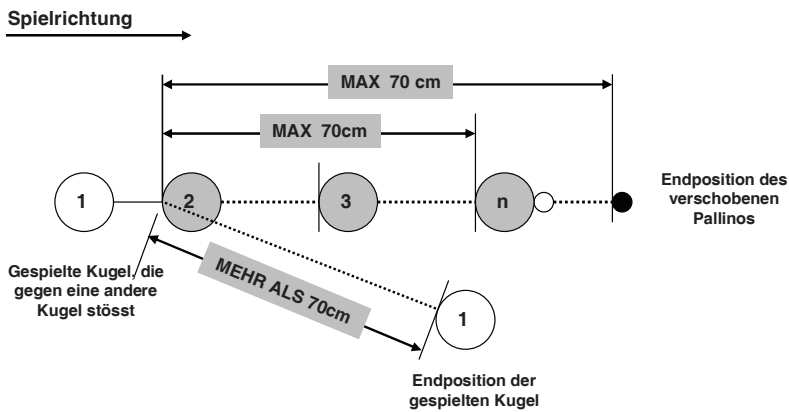 Spielrichtung
MAX 70 cm
MAX 70cm
1
2
3
n
Endposition des
verschobenen
Pallinos
Gespielte Kugel, die
gegen eine andere
Kugel stösst
MEHR ALS 70cm
1
Endposition der
gespielten Kugel